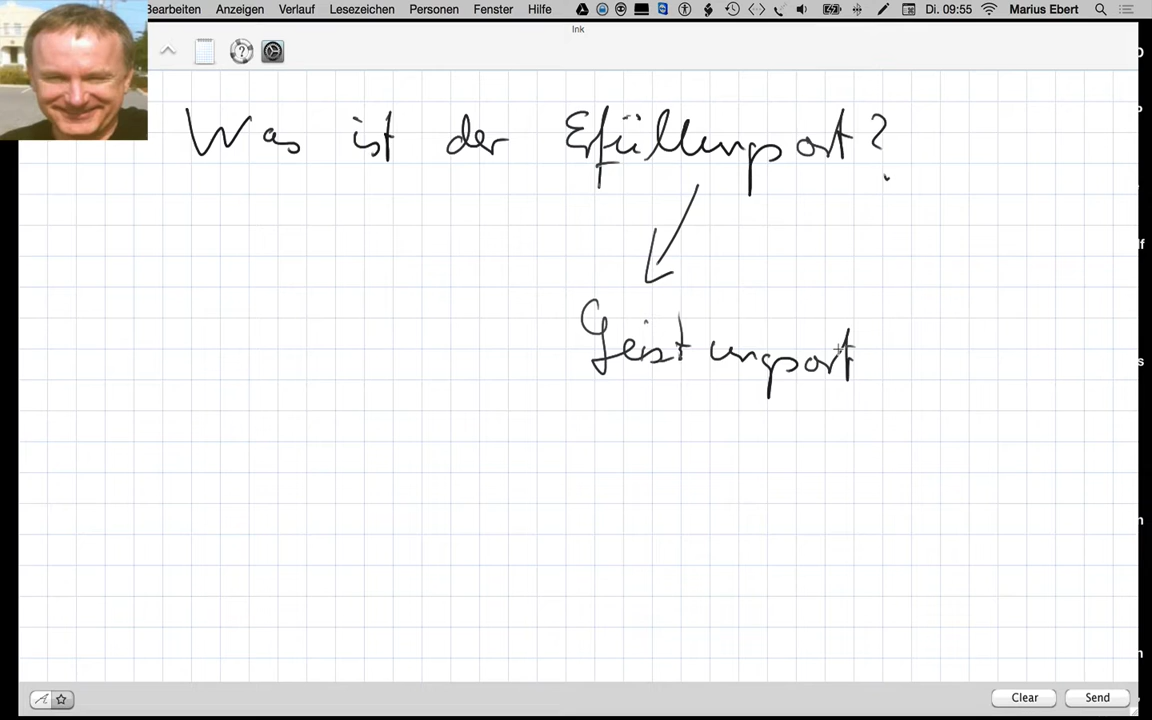 Bearbeiten Anzeigen Verlauf Lesezeichen Personen Fenster Hilfe Di. 09:55 Marius Ebert
Ink
Was ist der Erfüllungsort?
Leistungsort
Clear Send